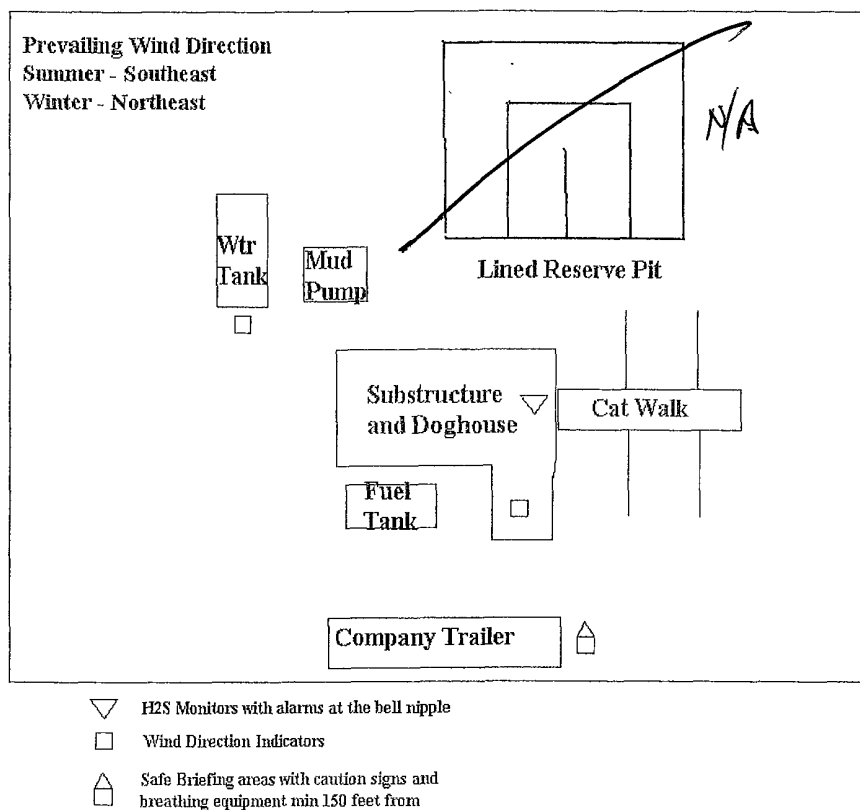 Prevailing Wind Direction
Summer - Southeast
Winter - Northeast
N/A
Wtr
Tank
Mud
Pump
Lined Reserve Pit
Substructure
and Doghouse
Cat Walk
Fuel
Tank
Company Trailer
H2S Monitors with alarms at the bell nipple
Wind Direction Indicators
Safe Briefing areas with caution signs and
breathing equipment min 150 feet from